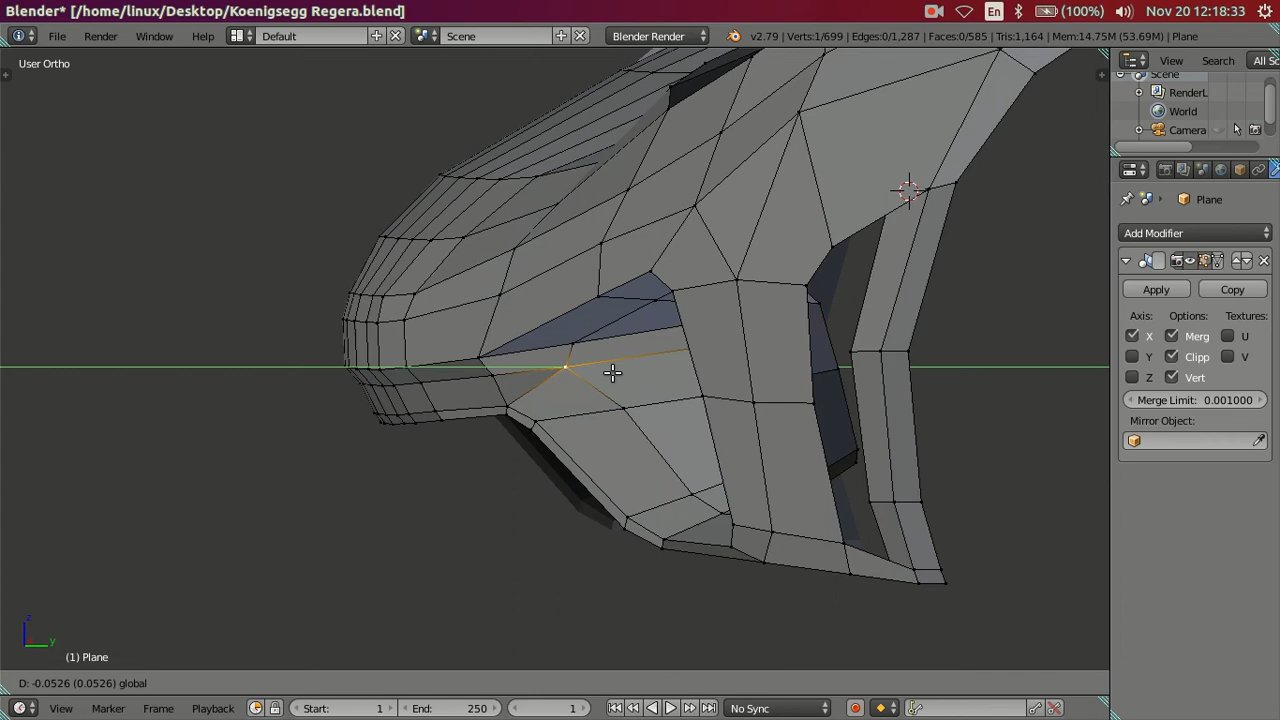 Blender* [/home/linux/Desktop/Koenigsegg Regera.blend]
En
(100%)
Nov 20 12:18:33
File Render Window Help
Default
Scene
Blender Render
v2.79 | Verts:1/699 | Edges:0/1,287 | Faces:0/585 | Tris:1,164 | Mem:14.75M (53.69M) | Plane
User Ortho
View Search All Sc
Scene
RenderL
World
Camera
Plane
Add Modifier
Apply Copy
Axis: Options: Textures:
X Merg U
Y Clipp V
Z Vert
Merge Limit: 0.001000
Mirror Object:
z
y
(1) Plane
D: -0.0526 (0.0526) global
View Marker Frame Playback
Start: 1
End: 250
1
No Sync